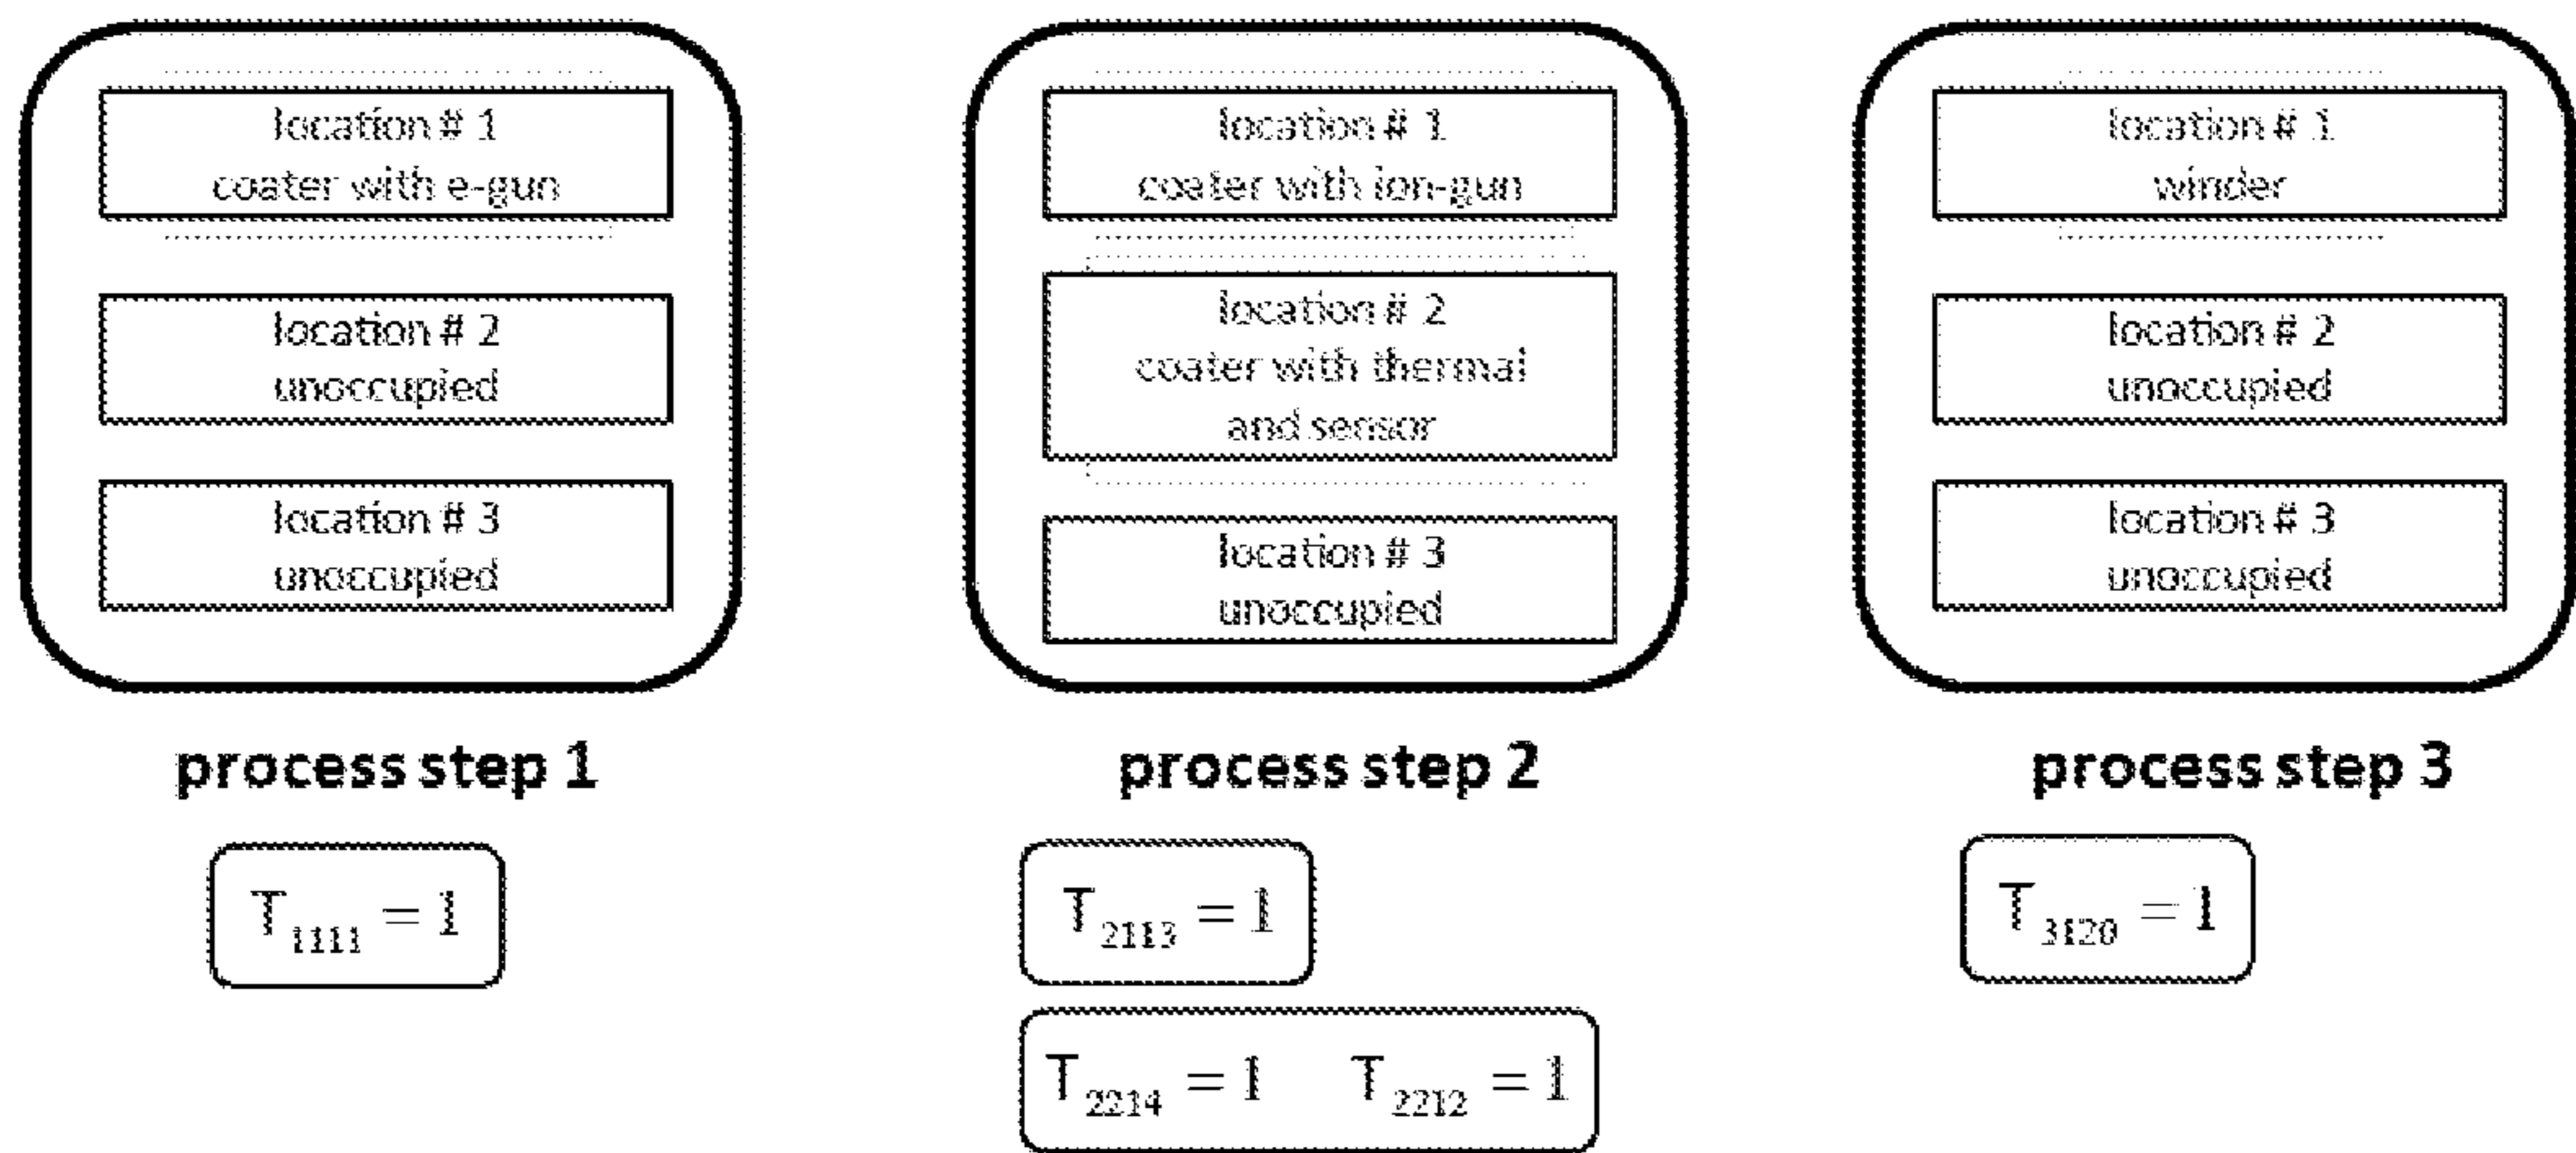 location # 1
coater with e-gun
location # 2
unoccupied
location # 3
unoccupied
process step 1
T1111 = 1
location # 1
coater with ion-gun
location # 2
coater with thermal
and sensor
location # 3
unoccupied
process step 2
T2113 = 1
T2214 = 1 T2212 = 1
location # 1
winder
location # 2
unoccupied
location # 3
unoccupied
process step 3
T3120 = 1